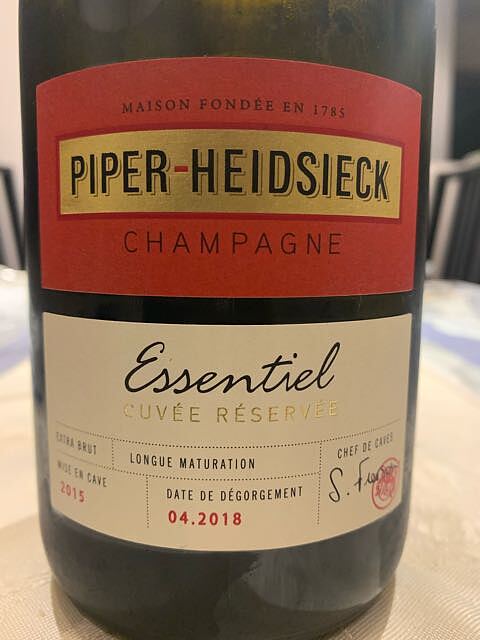 MAISON FONDÉE EN 1785
PIPER-HEIDSIECK
CHAMPAGNE
Essentiel
CUVÉE RÉSERVÉE
EXTRA BRUT
LONGUE MATURATION
CHEF DE CAVES
MISE EN CAVE
2015
DATE DE DÉGORGEMENT
04.2018
S.